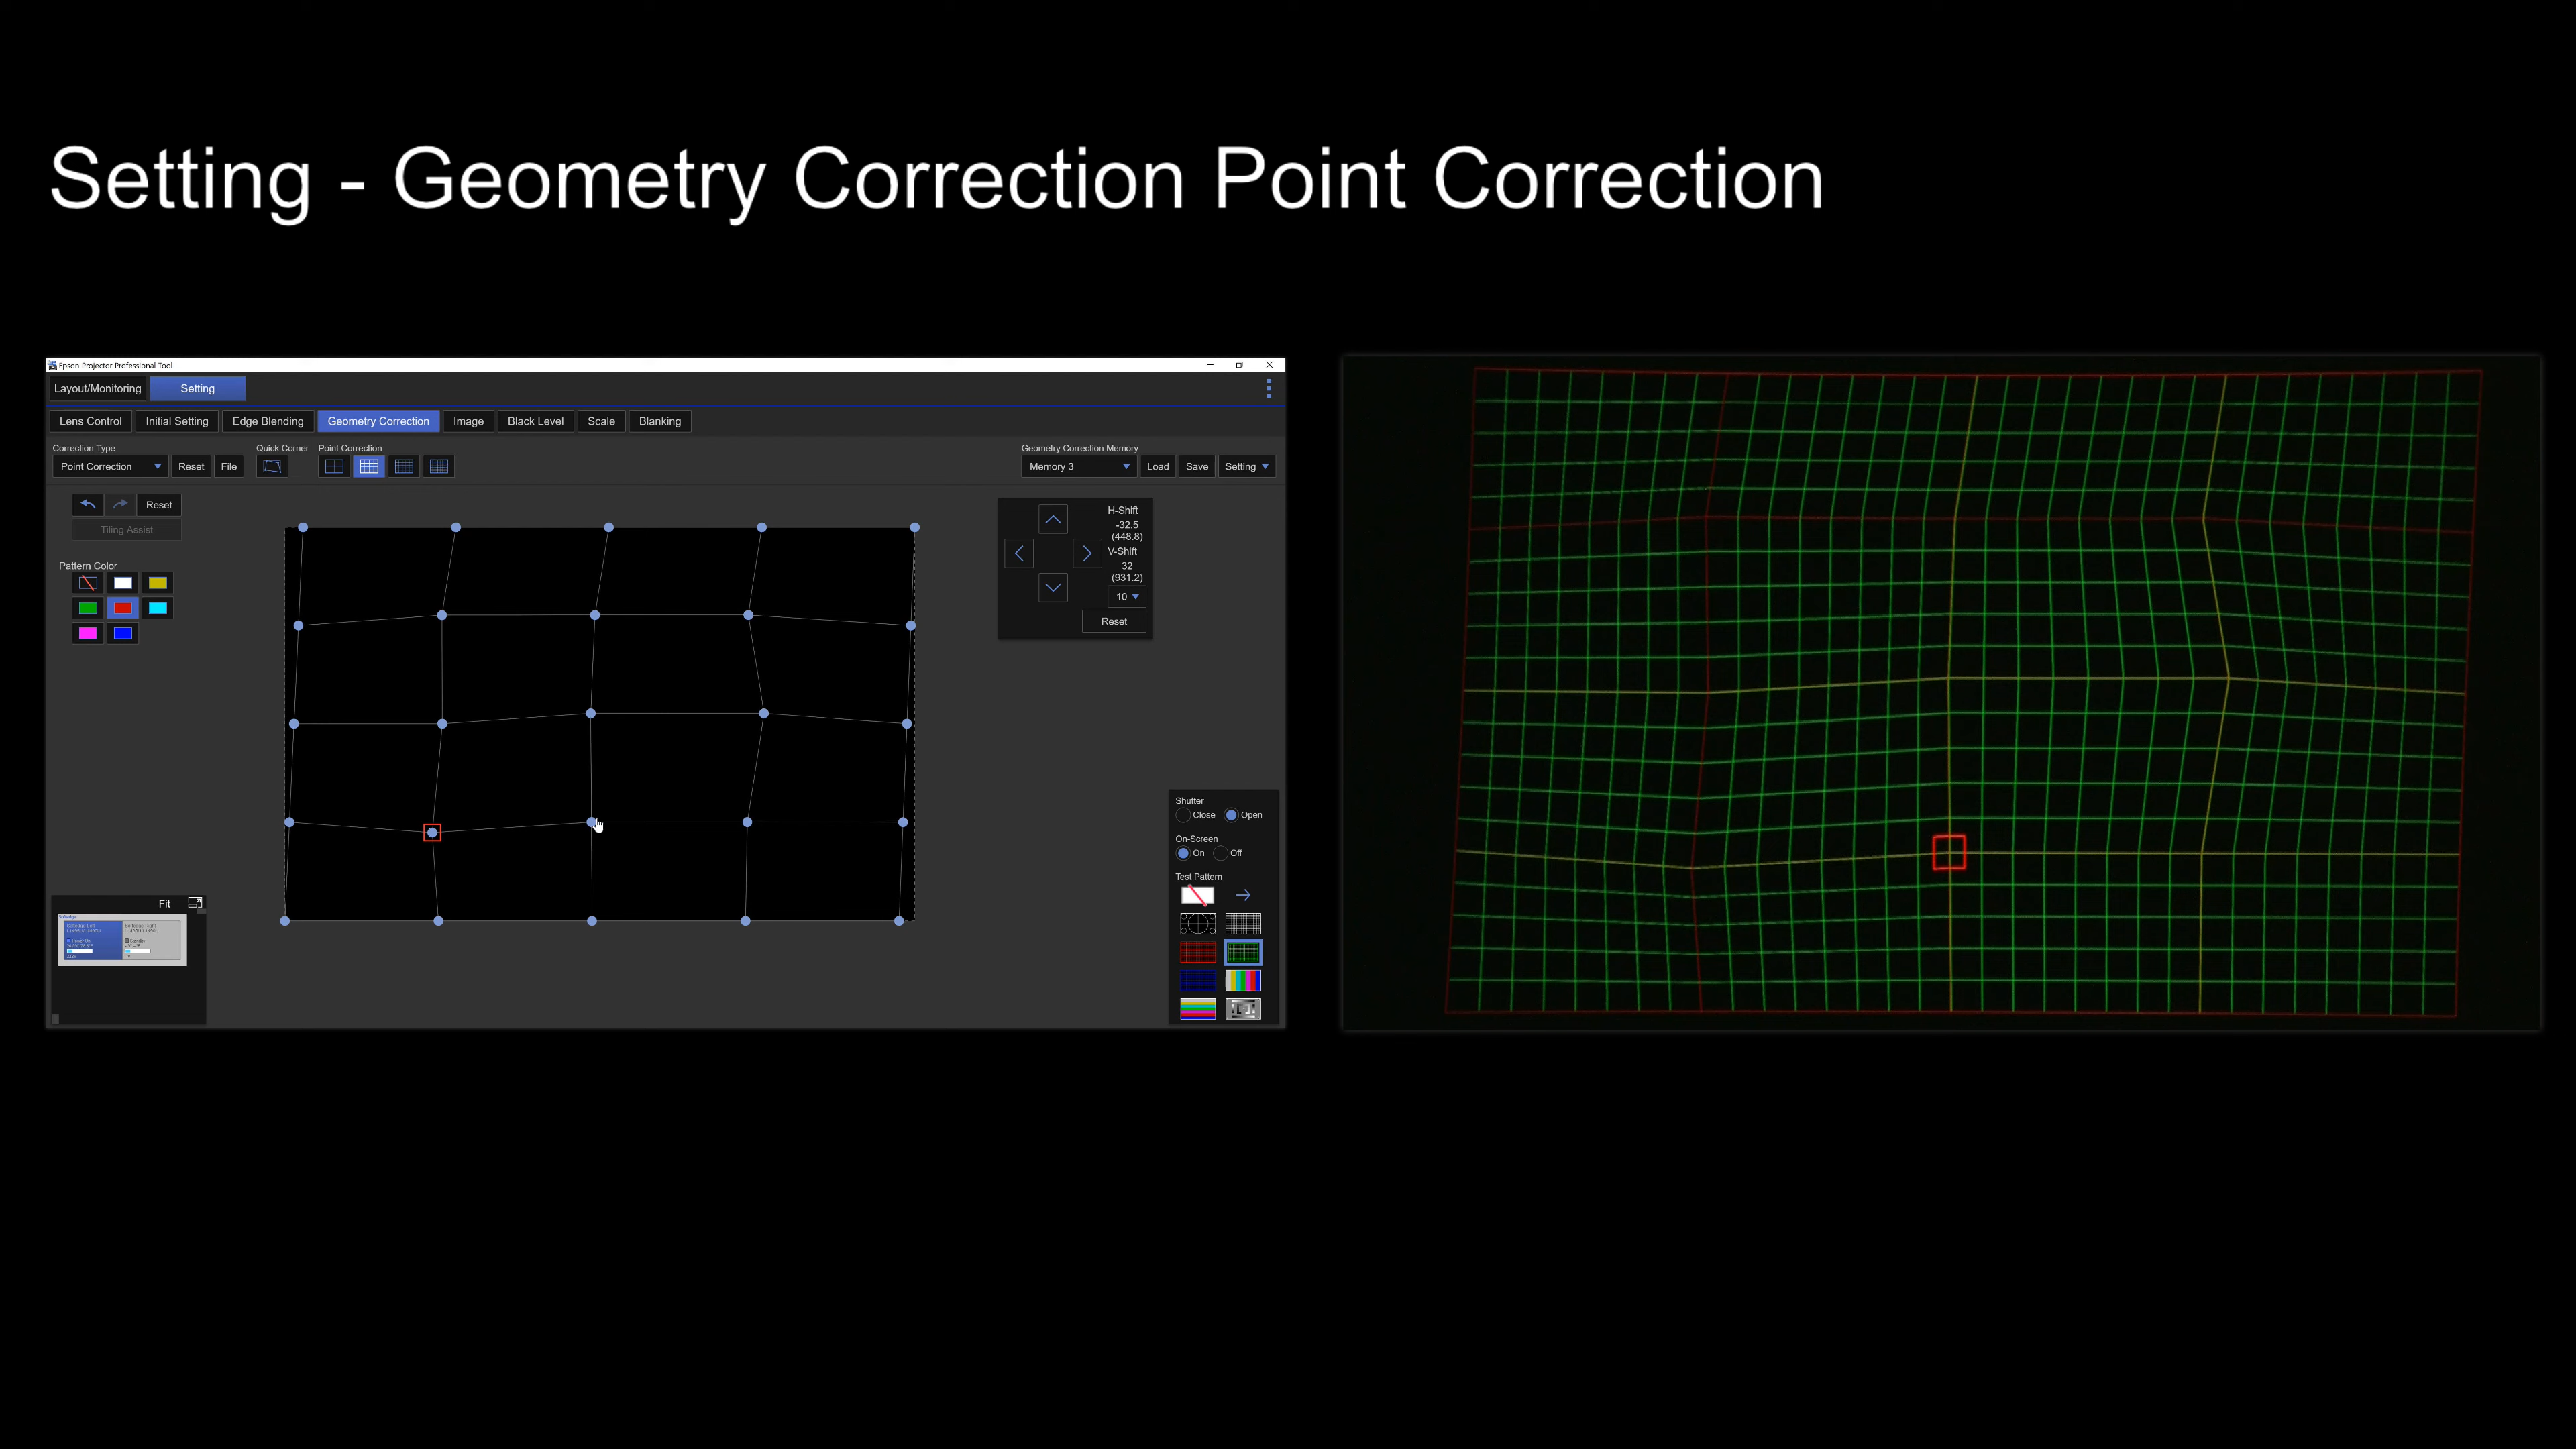 Setting - Geometry Correction Point Correction
Epson Projector Professional Tool
Layout/Monitoring Setting
Lens Control Initial Setting Edge Blending Geometry Correction Image Black Level Scale Blanking
Correction Type Quick Corner Point Correction Geometry Correction Memory
Point Correction Reset File Memory 3 Load Save Setting
Reset
Tiling Assist
Pattern Color
H-Shift
-32.5
(448.8)
V-Shift
32
(931.2)
10
Reset
Shutter
Close Open
On-Screen
On Off
Test Pattern
Fit